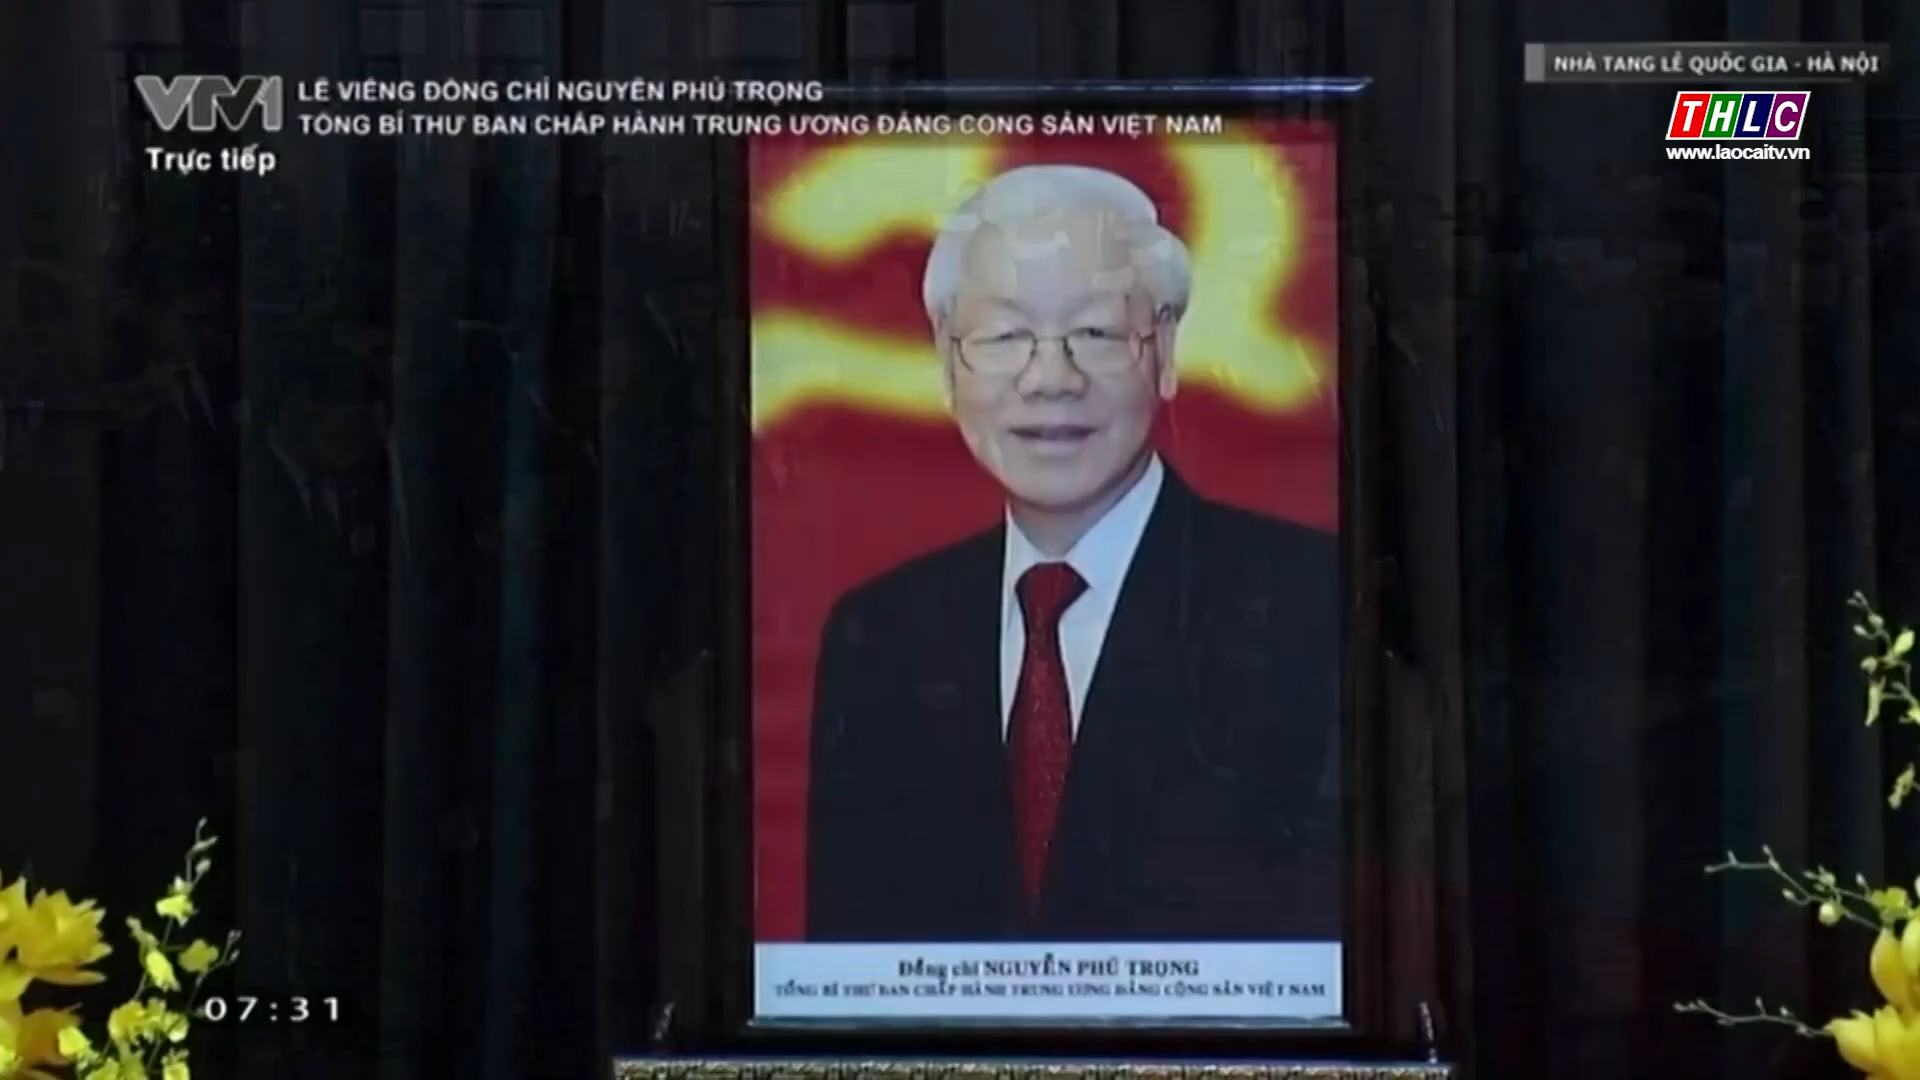 VTV1
LỄ VIẾNG ĐỒNG CHÍ NGUYỄN PHÚ TRỌNG
TỔNG BÍ THƯ BAN CHẤP HÀNH TRUNG ƯƠNG ĐẢNG CỘNG SẢN VIỆT NAM
Trực tiếp
NHÀ TANG LỄ QUỐC GIA - HÀ NỘI
THLC
www.laocaitv.vn
Đồng chí NGUYỄN PHÚ TRỌNG
TỔNG BÍ THƯ BAN CHẤP HÀNH TRUNG ƯƠNG ĐẢNG CỘNG SẢN VIỆT NAM
07:31